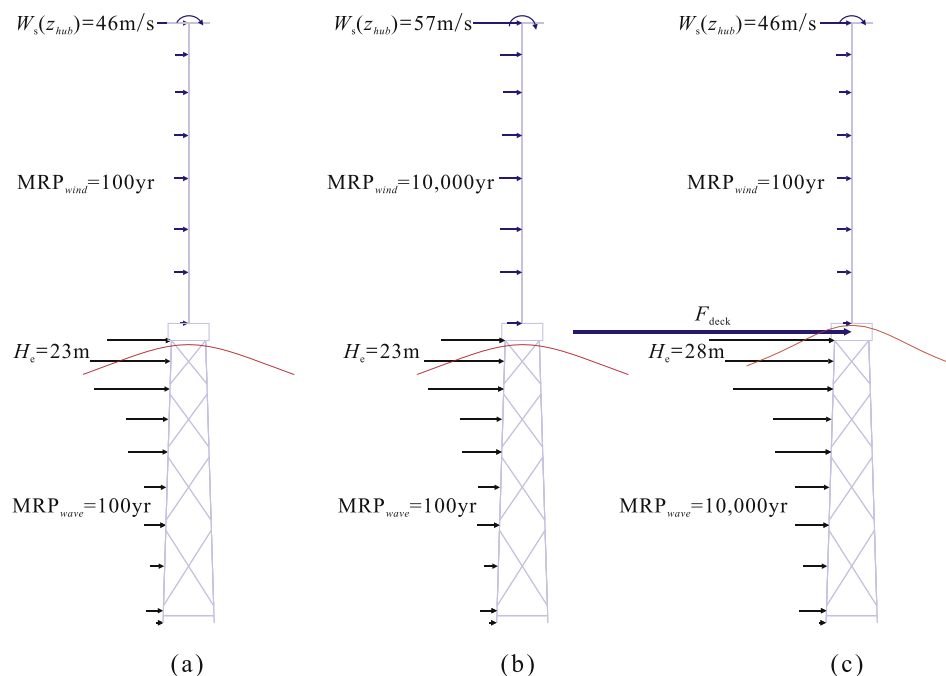 Ws(zhub)=46m/s
Ws(zhub)=57m/s
Ws(zhub)=46m/s
MRPwind=100yr
MRPwind=10,000yr
MRPwind=100yr
Fdeck
He=23m
He=23m
He=28m
MRPwave=100yr
MRPwave=100yr
MRPwave=10,000yr
(a)
(b)
(c)